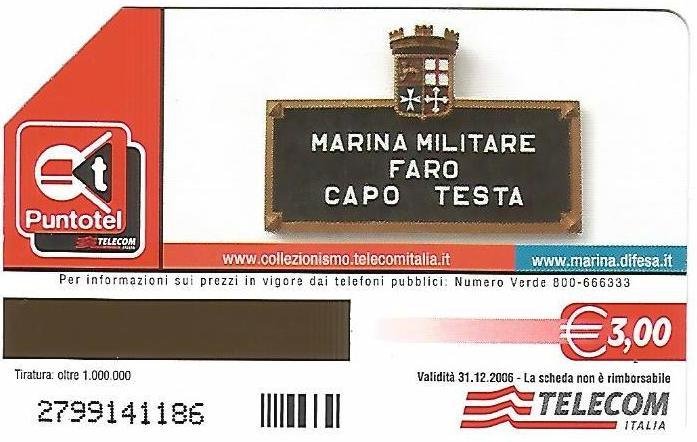 MARINA MILITARE
FARO
CAPO TESTA
t
Puntotel
TELECOM
ITALIA
www.collezionismo.telecomitalia.it
www.marina.difesa.it
Per informazioni sui prezzi in vigore dai telefoni pubblici: Numero Verde 800-666333
€ 3,00
Tiratura: oltre 1.000.000
Validità 31.12.2006 - La scheda non è rimborsabile
2799141186
TELECOM
ITALIA